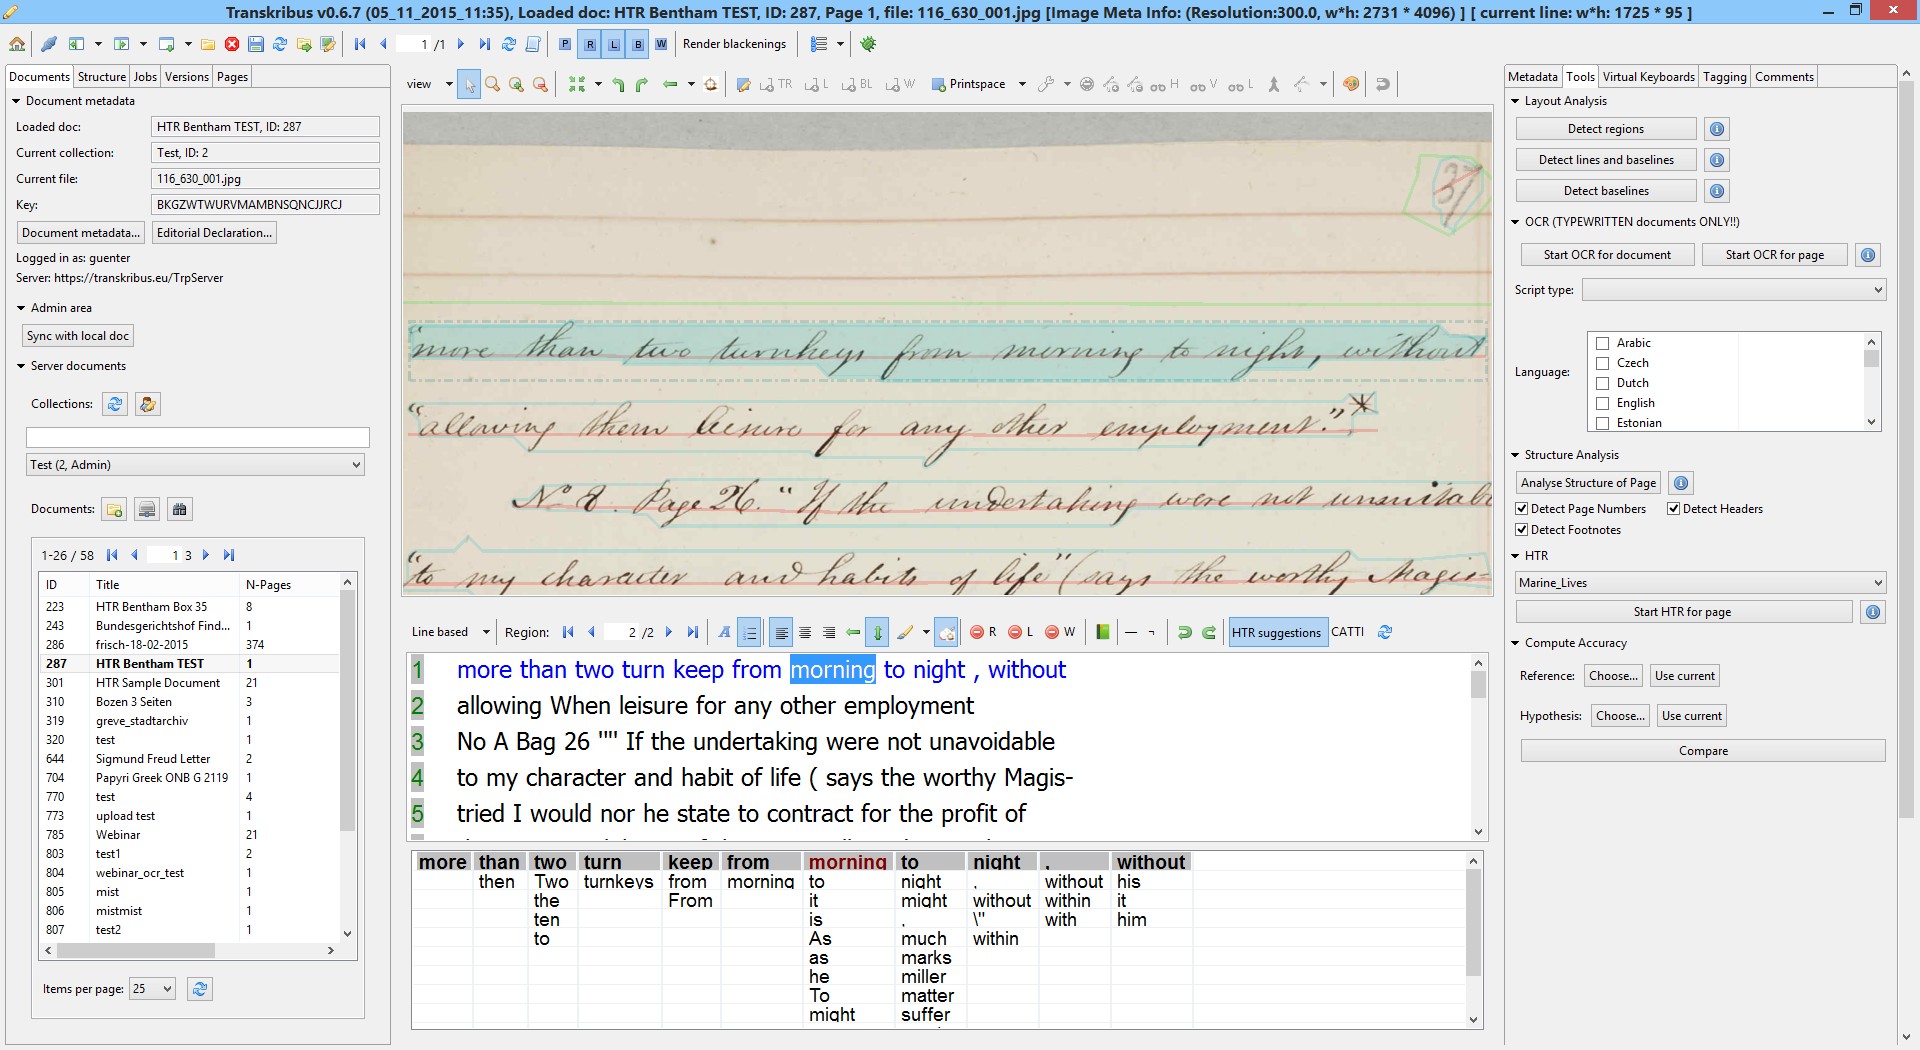 Transkribus v0.6.7 (05_11_2015_11:35), Loaded doc: HTR Bentham TEST, ID: 287, Page 1, file: 116_630_001.jpg [Image Meta Info: (Resolution:300.0, w*h: 2731 * 4096) ] [ current line: w*h: 1725 * 95 ]
1 /1 P R L B W Render blackenings
Documents Structure Jobs Versions Pages
Document metadata
Loaded doc: HTR Bentham TEST, ID: 287
Current collection: Test, ID: 2
Current file: 116_630_001.jpg
Key: BKGZWTWURVMAMBNSQNCJJRCJ
Document metadata... Editorial Declaration...
Logged in as: guenter
Server: https://transkribus.eu/TrpServer
Admin area
Sync with local doc
Server documents
Collections:
Test (2, Admin)
Documents:
1-26 / 58 1 3
ID Title N-Pages
223 HTR Bentham Box 35 8
243 Bundesgerichtshof Find... 1
286 frisch-18-02-2015 374
287 HTR Bentham TEST 1
301 HTR Sample Document 21
310 Bozen 3 Seiten 3
319 greve_stadtarchiv 1
320 test 1
644 Sigmund Freud Letter 2
704 Papyri Greek ONB G 2119 1
770 test 4
773 upload test 1
785 Webinar 21
803 test1 2
804 webinar_ocr_test 1
805 mist 1
806 mistmist 1
807 test2 1
Items per page: 25
view TR L BL W Printspace H V L
37
"more than two turnkeys from morning to night, without
"allowing them leisure for any other employment."*
No 8. Page 26. "If the undertaking were not unsuitabl
"to my character and habits of life" (says the worthy Magis-
Line based Region: 2 /2 A R L W HTR suggestions CATTI
1 more than two turn keep from morning to night , without
2 allowing When leisure for any other employment
3 No A Bag 26 "" If the undertaking were not unavoidable
4 to my character and habit of life ( says the worthy Magis-
5 tried I would nor he state to contract for the profit of
more than two turn keep from morning to night , without
then Two turnkeys from morning to night , without his
the From it might without within it
ten is , \" with him
to As much within
as marks
he miller
To matter
might suffer
Metadata Tools Virtual Keyboards Tagging Comments
Layout Analysis
Detect regions
Detect lines and baselines
Detect baselines
OCR (TYPEWRITTEN documents ONLY!!)
Start OCR for document Start OCR for page
Script type:
Language:
Arabic
Czech
Dutch
English
Estonian
Structure Analysis
Analyse Structure of Page
Detect Page Numbers Detect Headers
Detect Footnotes
HTR
Marine_Lives
Start HTR for page
Compute Accuracy
Reference: Choose... Use current
Hypothesis: Choose... Use current
Compare